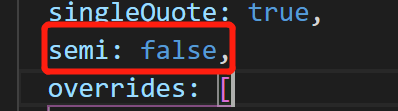 singleQuote: true,
semi: false,
overrides: [